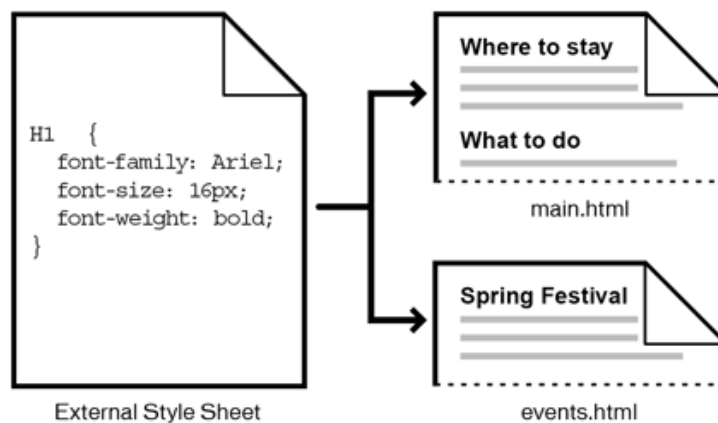 H1 {
font-family: Ariel;
font-size: 16px;
font-weight: bold;
}
External Style Sheet
Where to stay
What to do
main.html
Spring Festival
events.html